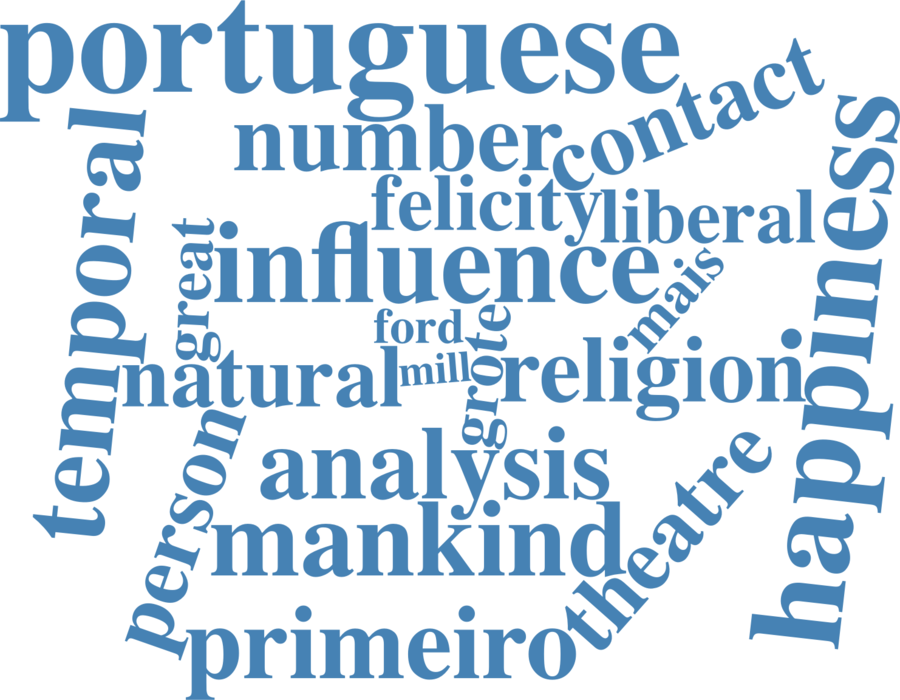 portuguese
contact
number
temporal
happiness
felicity
liberal
great
influence
mais
ford
grote
mill
natural
religion
person
analysis
theatre
mankind
primeiro